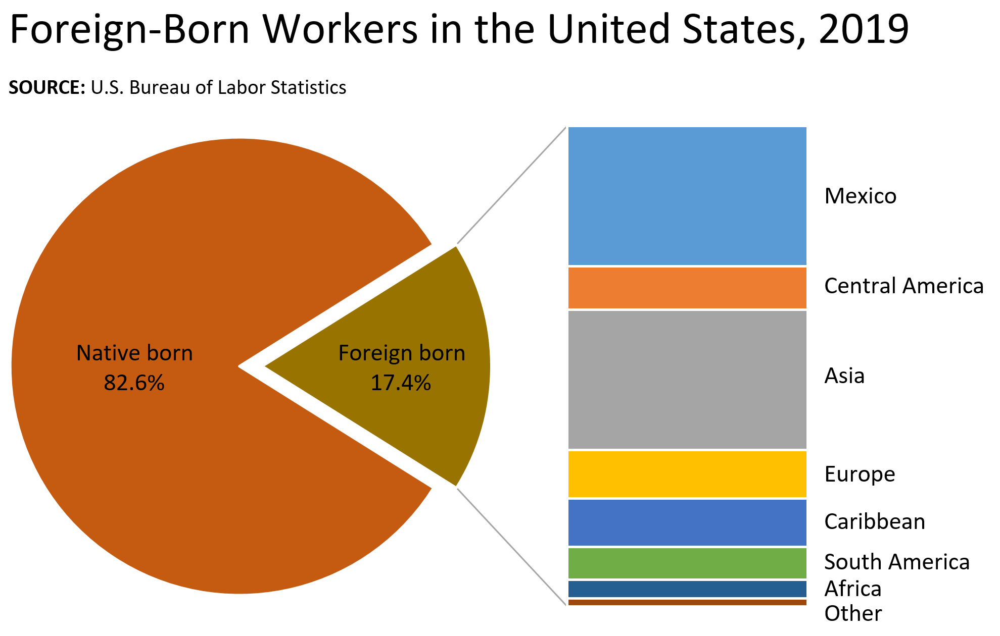 Foreign-Born Workers in the United States, 2019
SOURCE: U.S. Bureau of Labor Statistics
Native born
82.6%
Foreign born
17.4%
Mexico
Central America
Asia
Europe
Caribbean
South America
Africa
Other